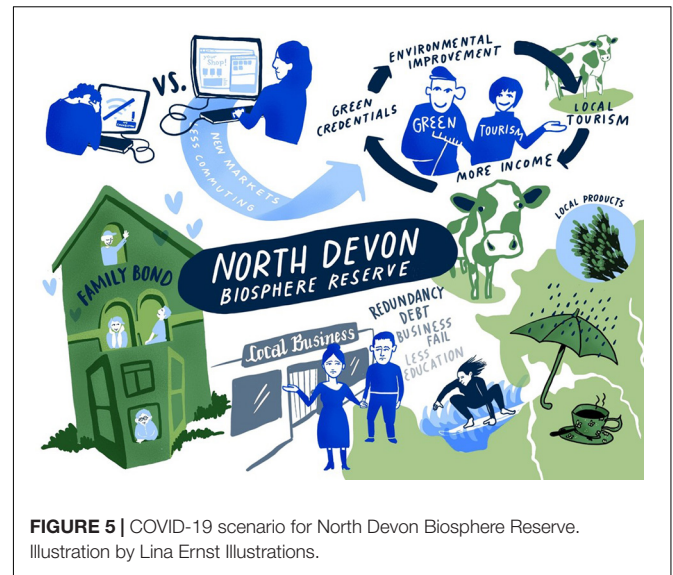 VS.
your
Shop!
NEW MARKETS
LESS COMMUTING
ENVIRONMENTAL
IMPROVEMENT
LOCAL
TOURISM
MORE INCOME
GREEN
CREDENTIALS
GREEN
TOURISM
LOCAL PRODUCTS
FAMILY BOND
NORTH DEVON
BIOSPHERE RESERVE
Local Business
REDUNDANCY
DEBT
BUSINESS
FAIL
LESS
EDUCATION
FIGURE 5 | COVID-19 scenario for North Devon Biosphere Reserve.
Illustration by Lina Ernst Illustrations.